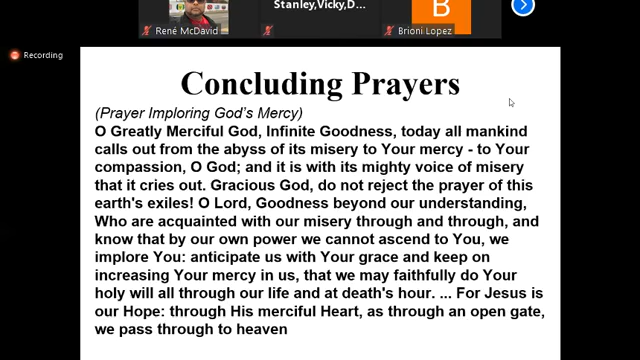 Stanley,Vicky,D...
B
René McDavid
Brioni Lopez
Recording
Concluding Prayers
(Prayer Imploring God's Mercy)
O Greatly Merciful God, Infinite Goodness, today all mankind
calls out from the abyss of its misery to Your mercy - to Your
compassion, O God; and it is with its mighty voice of misery
that it cries out. Gracious God, do not reject the prayer of this
earth's exiles! O Lord, Goodness beyond our understanding,
Who are acquainted with our misery through and through, and
know that by our own power we cannot ascend to You, we
implore You: anticipate us with Your grace and keep on
increasing Your mercy in us, that we may faithfully do Your
holy will all through our life and at death's hour. ... For Jesus is
our Hope: through His merciful Heart, as through an open gate,
we pass through to heaven